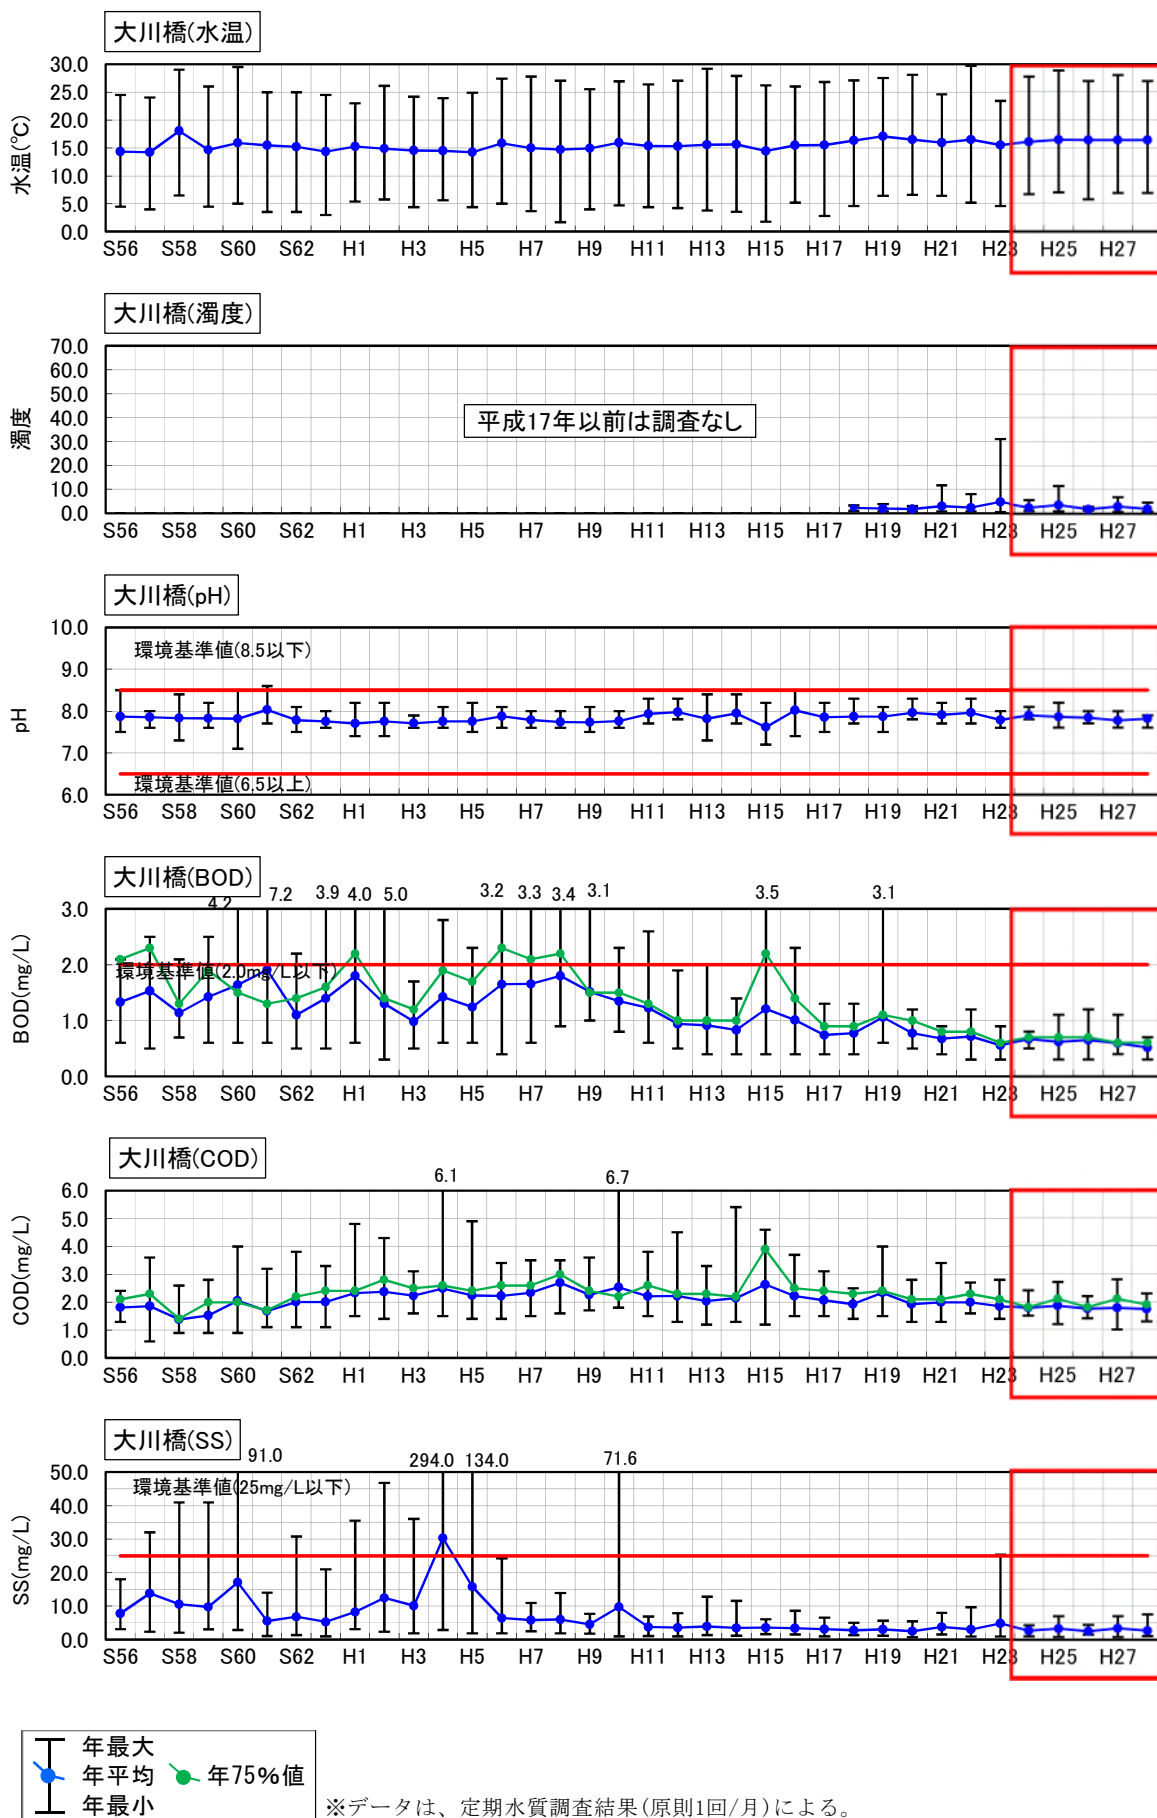 大川橋(水温)
水温(℃)
30.0
25.0
20.0
15.0
10.0
5.0
0.0
S56 S58 S60 S62 H1 H3 H5 H7 H9 H11 H13 H15 H17 H19 H21 H23 H25 H27
大川橋(濁度)
濁度
70.0
60.0
50.0
40.0
30.0
20.0
10.0
0.0
平成17年以前は調査なし
S56 S58 S60 S62 H1 H3 H5 H7 H9 H11 H13 H15 H17 H19 H21 H23 H25 H27
大川橋(pH)
pH
10.0
9.0
8.0
7.0
6.0
環境基準値(8.5以下)
環境基準値(6.5以上)
S56 S58 S60 S62 H1 H3 H5 H7 H9 H11 H13 H15 H17 H19 H21 H23 H25 H27
大川橋(BOD)
4.2 7.2 3.9 4.0 5.0 3.2 3.3 3.4 3.1 3.5 3.1
BOD(mg/L)
3.0
2.0
1.0
0.0
環境基準値(2.0mg/L以下)
S56 S58 S60 S62 H1 H3 H5 H7 H9 H11 H13 H15 H17 H19 H21 H23 H25 H27
大川橋(COD)
6.1 6.7
COD(mg/L)
6.0
5.0
4.0
3.0
2.0
1.0
0.0
S56 S58 S60 S62 H1 H3 H5 H7 H9 H11 H13 H15 H17 H19 H21 H23 H25 H27
大川橋(SS)
91.0 294.0 134.0 71.6
SS(mg/L)
50.0
40.0
30.0
20.0
10.0
0.0
環境基準値(25mg/L以下)
S56 S58 S60 S62 H1 H3 H5 H7 H9 H11 H13 H15 H17 H19 H21 H23 H25 H27
年最大
年平均 年75%値
年最小
※データは、定期水質調査結果(原則1回/月)による。